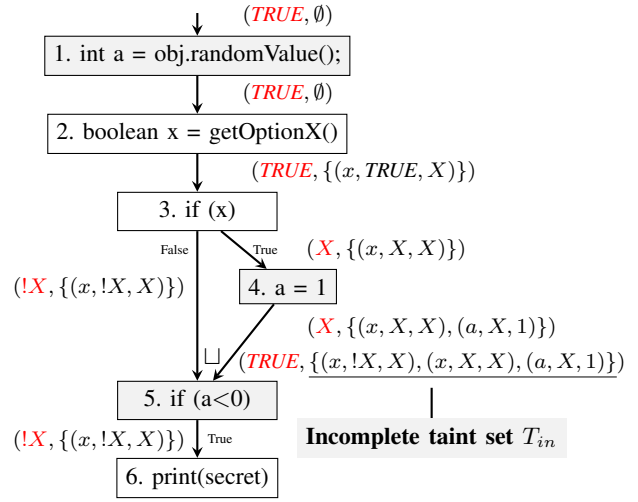 (TRUE, ∅)
1. int a = obj.randomValue();
(TRUE, ∅)
2. boolean x = getOptionX()
(TRUE, {(x, TRUE, X)})
3. if (x)
False
True
(X, {(x, X, X)})
(!X, {(x, !X, X)})
4. a = 1
(X, {(x, X, X), (a, X, 1)})
⊔
(TRUE, {(x, !X, X), (x, X, X), (a, X, 1)})
5. if (a<0)
(!X, {(x, !X, X)})
True
Incomplete taint set T_in
6. print(secret)